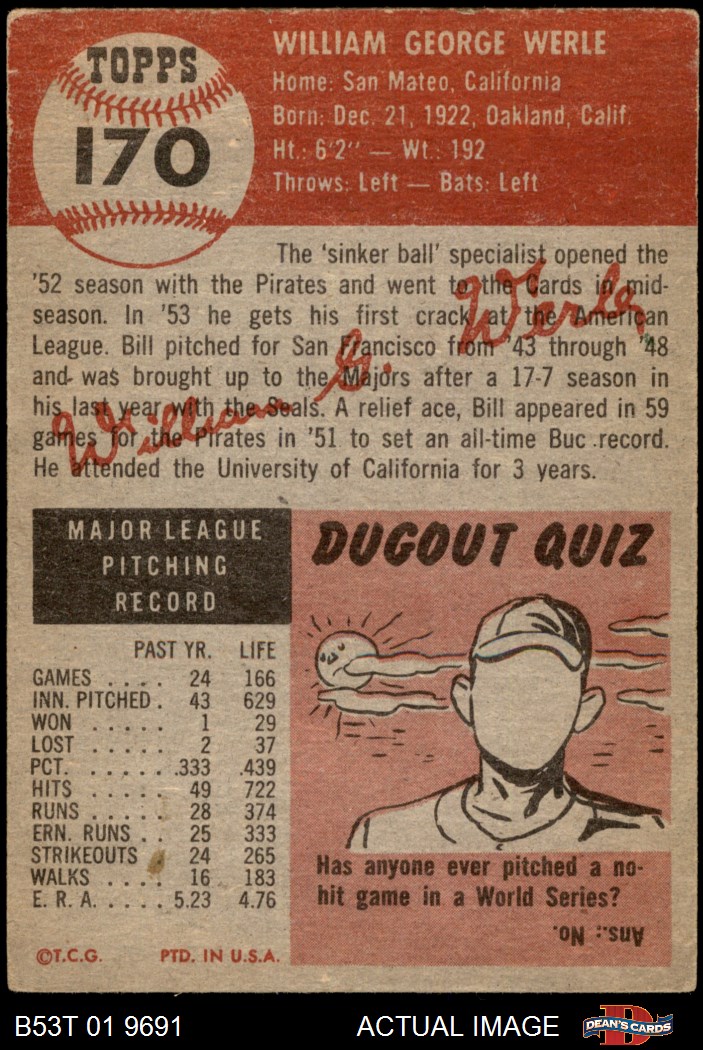 TOPPS
170
WILLIAM GEORGE WERLE
Home: San Mateo, California
Born: Dec. 21, 1922, Oakland, Calif.
Ht.: 6'2" — Wt.: 192
Throws: Left — Bats: Left
The 'sinker ball' specialist opened the
'52 season with the Pirates and went to the Cards in mid-
season. In '53 he gets his first crack at the American
League. Bill pitched for San Francisco from '43 through '48
and was brought up to the Majors after a 17-7 season in
his last year with the Seals. A relief ace, Bill appeared in 59
games for the Pirates in '51 to set an all-time Buc record.
He attended the University of California for 3 years.
William G. Werle
MAJOR LEAGUE
PITCHING
RECORD
PAST YR. LIFE
GAMES .... 24 166
INN. PITCHED. 43 629
WON ..... 1 29
LOST ..... 2 37
PCT. ...... .333 .439
HITS ..... 49 722
RUNS ..... 28 374
ERN. RUNS .. 25 333
STRIKEOUTS 24 265
WALKS .... 16 183
E. R. A. ..... 5.23 4.76
©T.C.G. PTD. IN U.S.A.
DUGOUT QUIZ
Has anyone ever pitched a no-
hit game in a World Series?
Ans.: No.
B53T 01 9691 ACTUAL IMAGE
D
DEAN'S CARDS